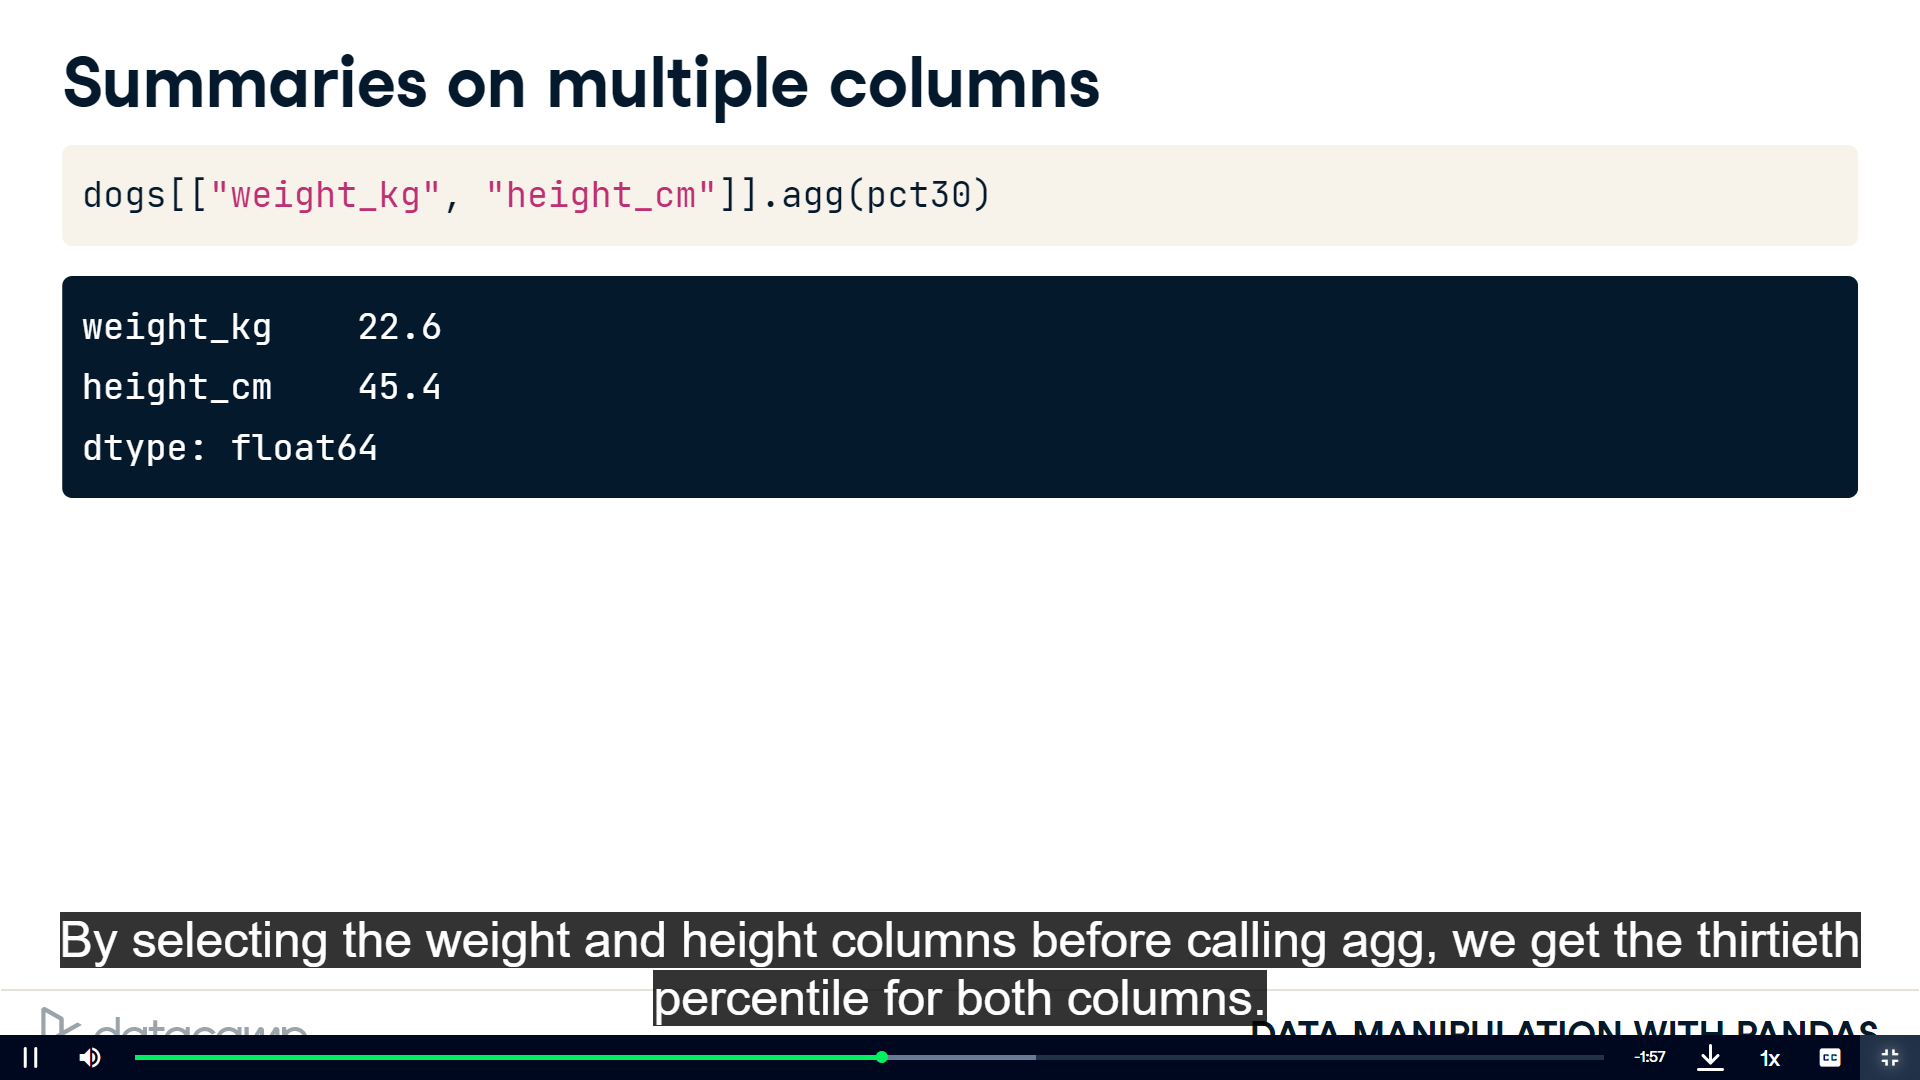 Summaries on multiple columns
dogs[["weight_kg", "height_cm"]].agg(pct30)
weight_kg    22.6
height_cm    45.4
dtype: float64
By selecting the weight and height columns before calling agg, we get the thirtieth
percentile for both columns.
datacamp
DATA MANIPULATION WITH PANDAS
-1:57
1x
CC